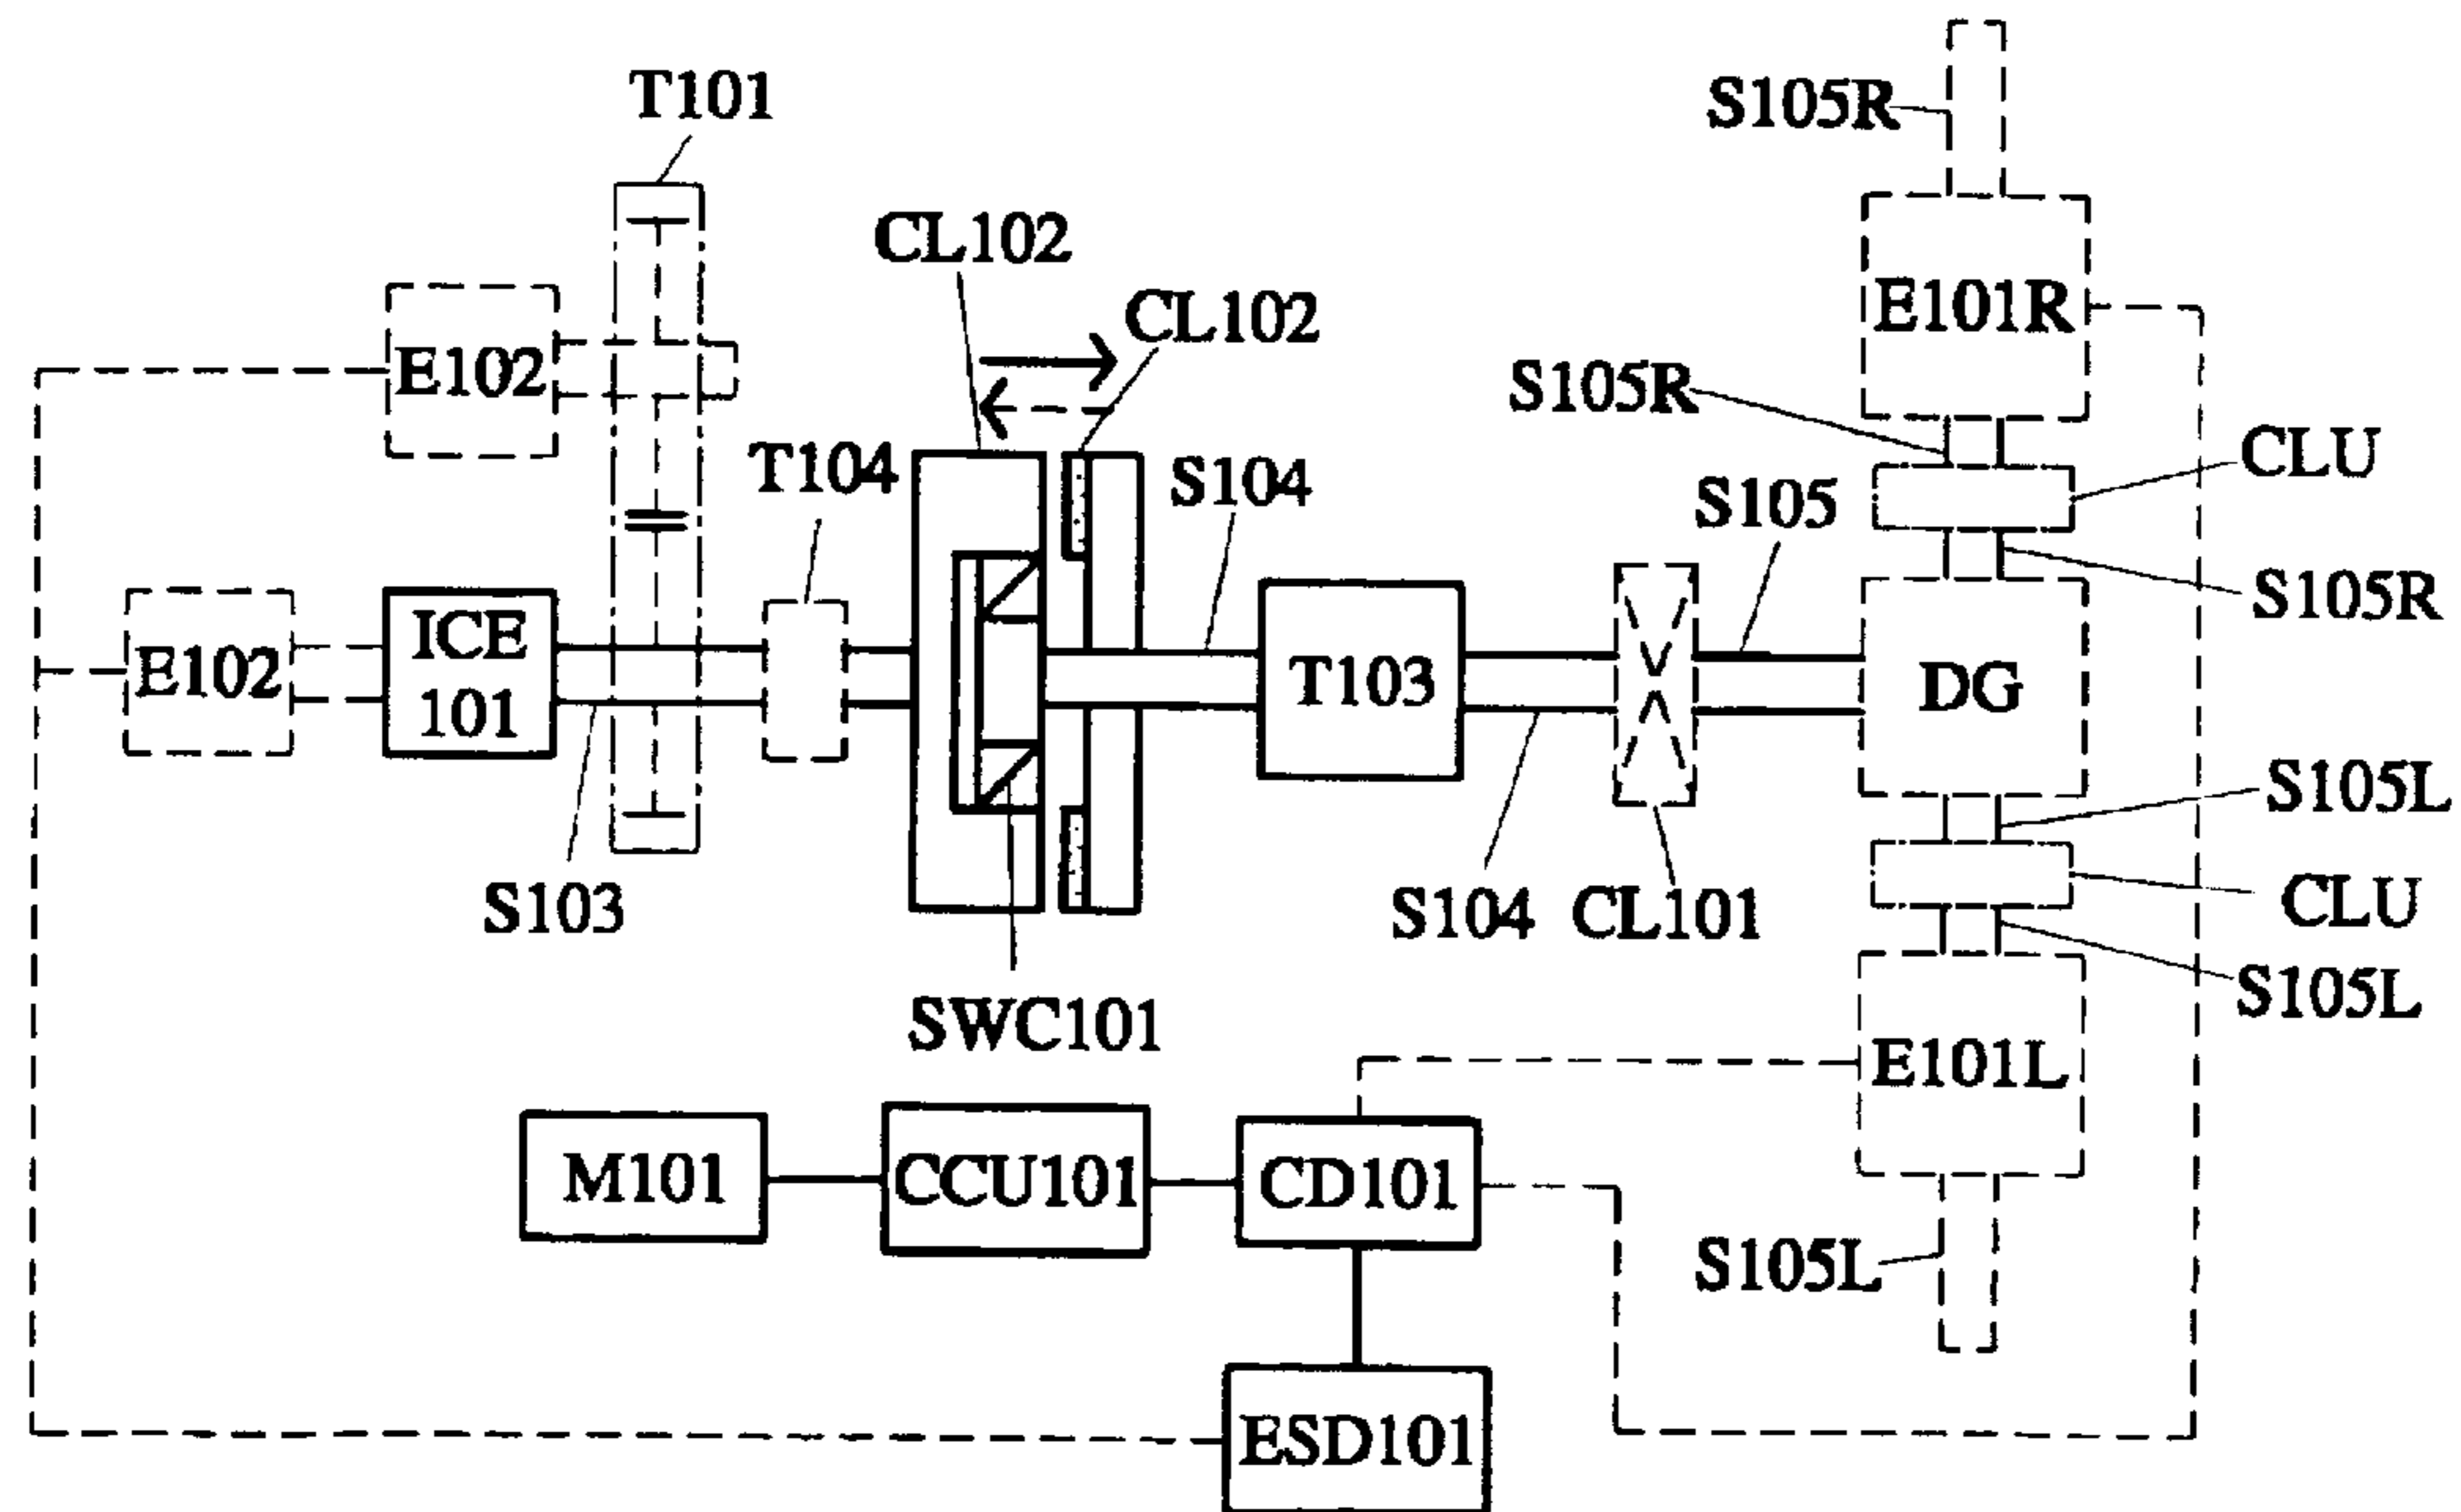 T101
S105R
CL102
CL102
E101R
E102
S105R
CLU
T104
S104
S105
S105R
ICE
101
E102
T103
DG
S105L
S103
S104
CL101
CLU
S105L
SWC101
E101L
M101
CCU101
CD101
S105L
ESD101